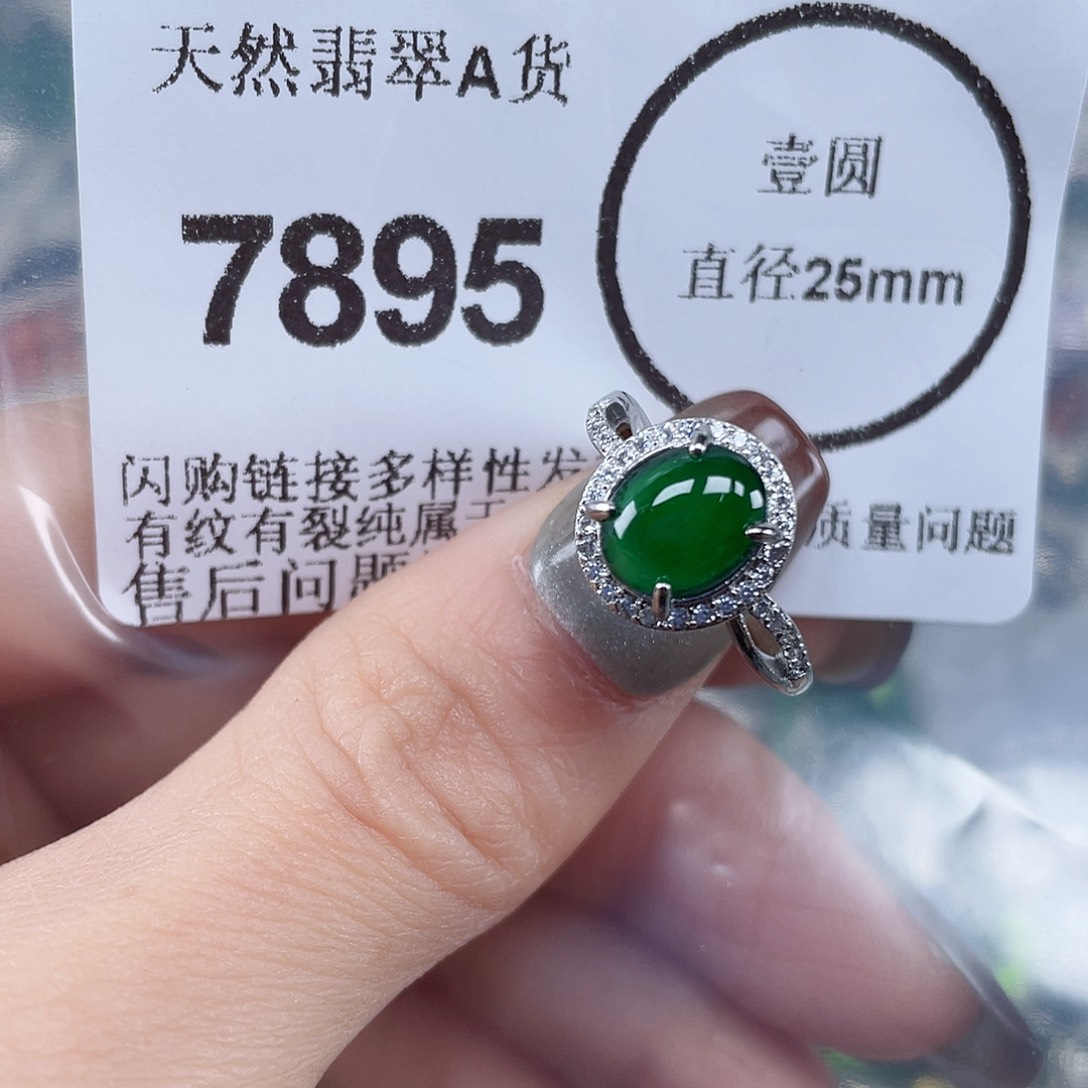 天然翡翠A货
壹圆
直径25mm
7895
闪购链接多样性发
有纹有裂纯属
质量问题
售后问题